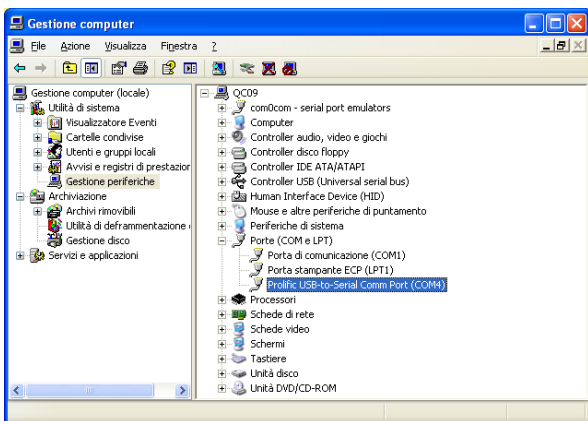 Gestione computer
File Azione Visualizza Finestra ?
Gestione computer (locale)
Utilità di sistema
Visualizzatore Eventi
Cartelle condivise
Utenti e gruppi locali
Avvisi e registri di prestazior
Gestione periferiche
Archiviazione
Archivi rimovibili
Utilità di deframmentazione
Gestione disco
Servizi e applicazioni
QC09
com0com - serial port emulators
Computer
Controller audio, video e giochi
Controller disco floppy
Controller IDE ATA/ATAPI
Controller USB (Universal serial bus)
Human Interface Device (HID)
Mouse e altre periferiche di puntamento
Periferiche di sistema
Porte (COM e LPT)
Porta di comunicazione (COM1)
Porta stampante ECP (LPT1)
Prolific USB-to-Serial Comm Port (COM4)
Processori
Schede di rete
Schede video
Schermi
Tastiere
Unità disco
Unità DVD/CD-ROM